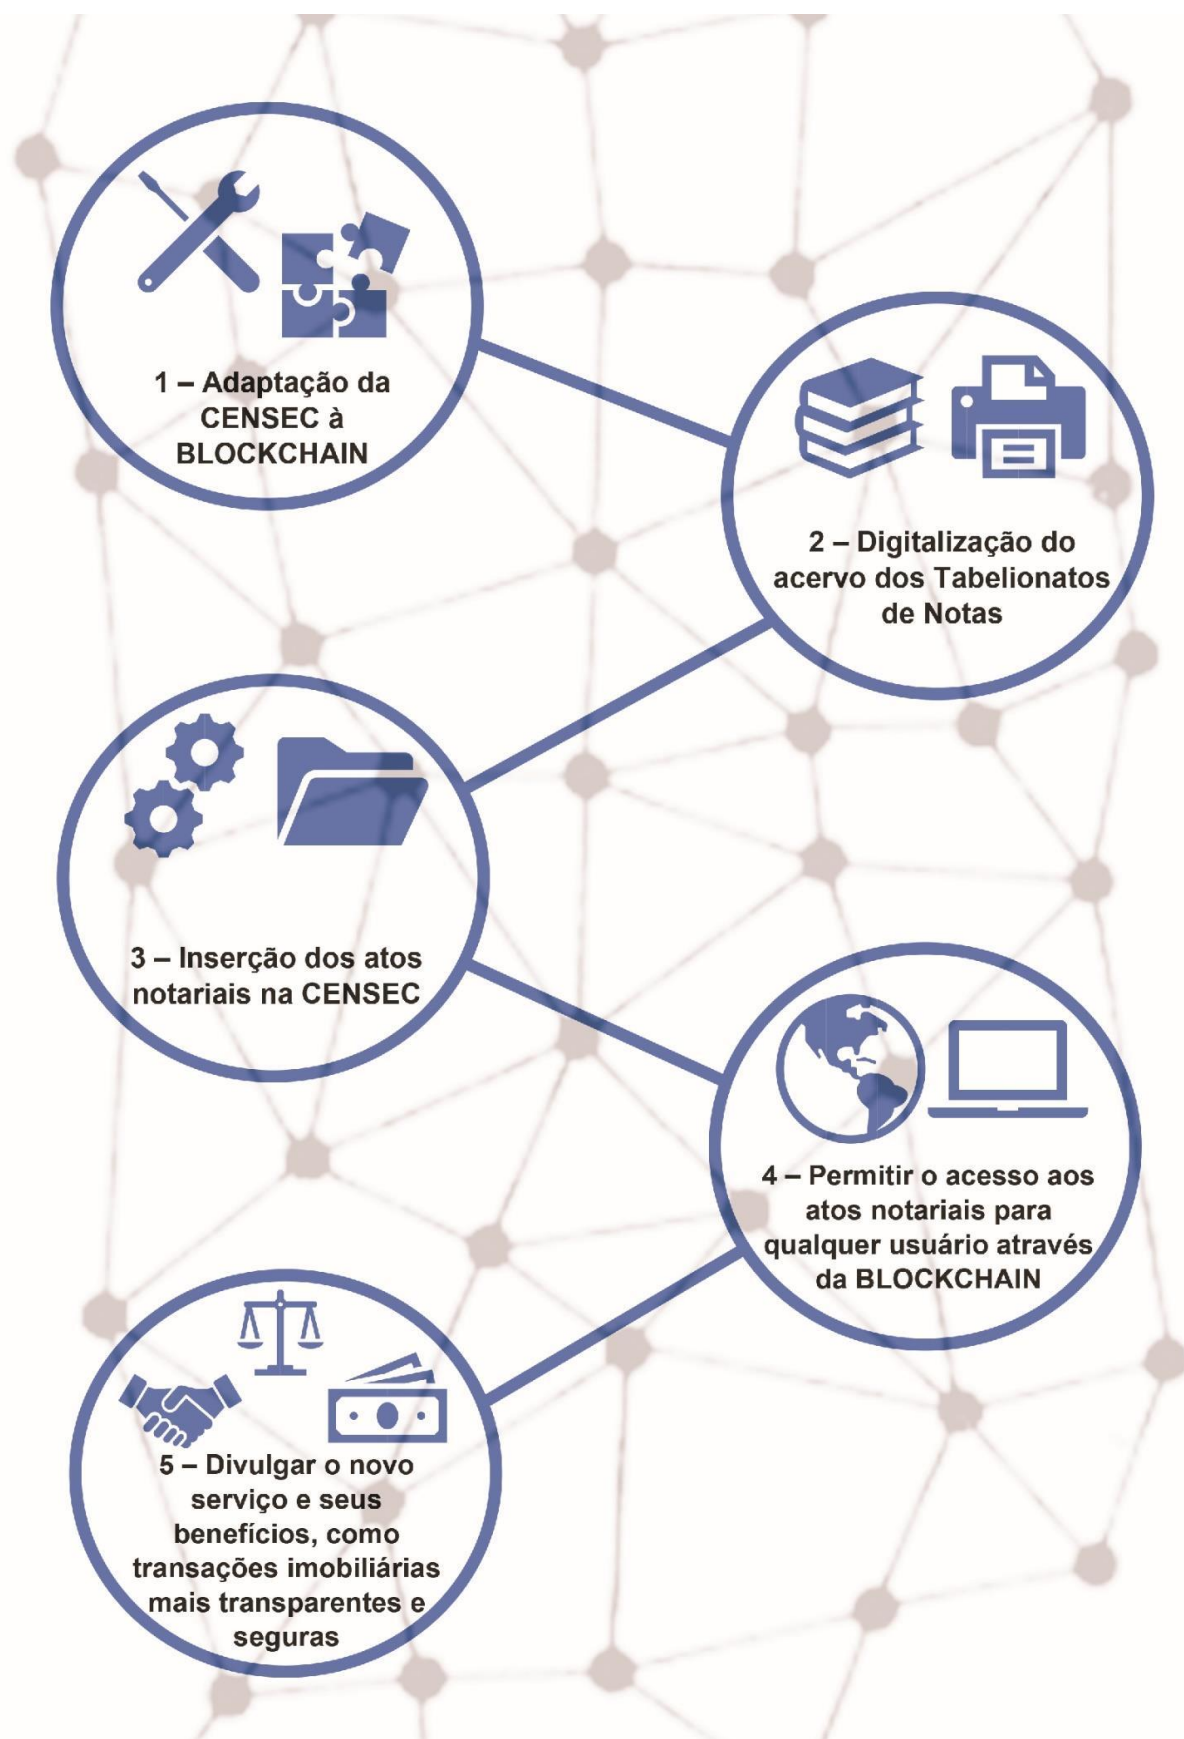 1 – Adaptação da
CENSEC à
BLOCKCHAIN
2 – Digitalização do
acervo dos Tabelionatos
de Notas
3 – Inserção dos atos
notariais na CENSEC
4 – Permitir o acesso aos
atos notariais para
qualquer usuário através
da BLOCKCHAIN
5 – Divulgar o novo
serviço e seus
benefícios, como
transações imobiliárias
mais transparentes e
seguras